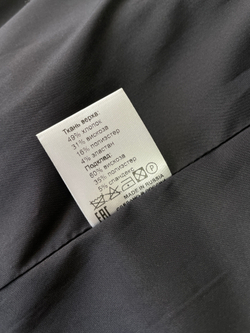 Ткань верха:
49% хлопок
31% вискоза
16% полиэстер
4% эластан
Подклад:
60% вискоза
35% полиэстер
5% спандекс
P
EAC
MADE IN RUSSIA